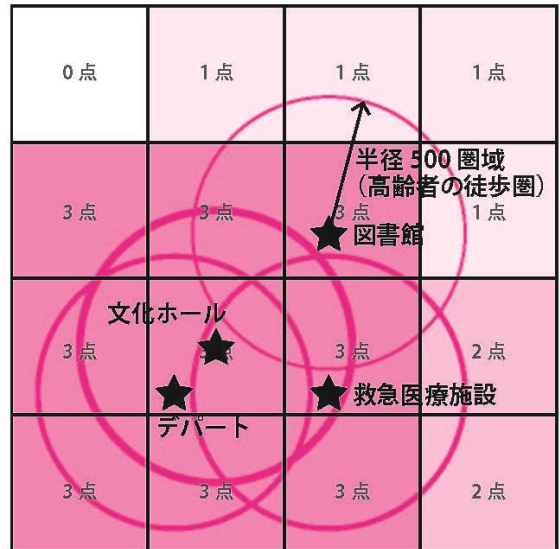 0 点
1 点
1 点
1 点
半径 500 圏域
(高齢者の徒歩圏)
3 点
3 点
3 点
1 点
図書館
文化ホール
3 点
3 点
3 点
2 点
救急医療施設
デパート
3 点
3 点
3 点
2 点